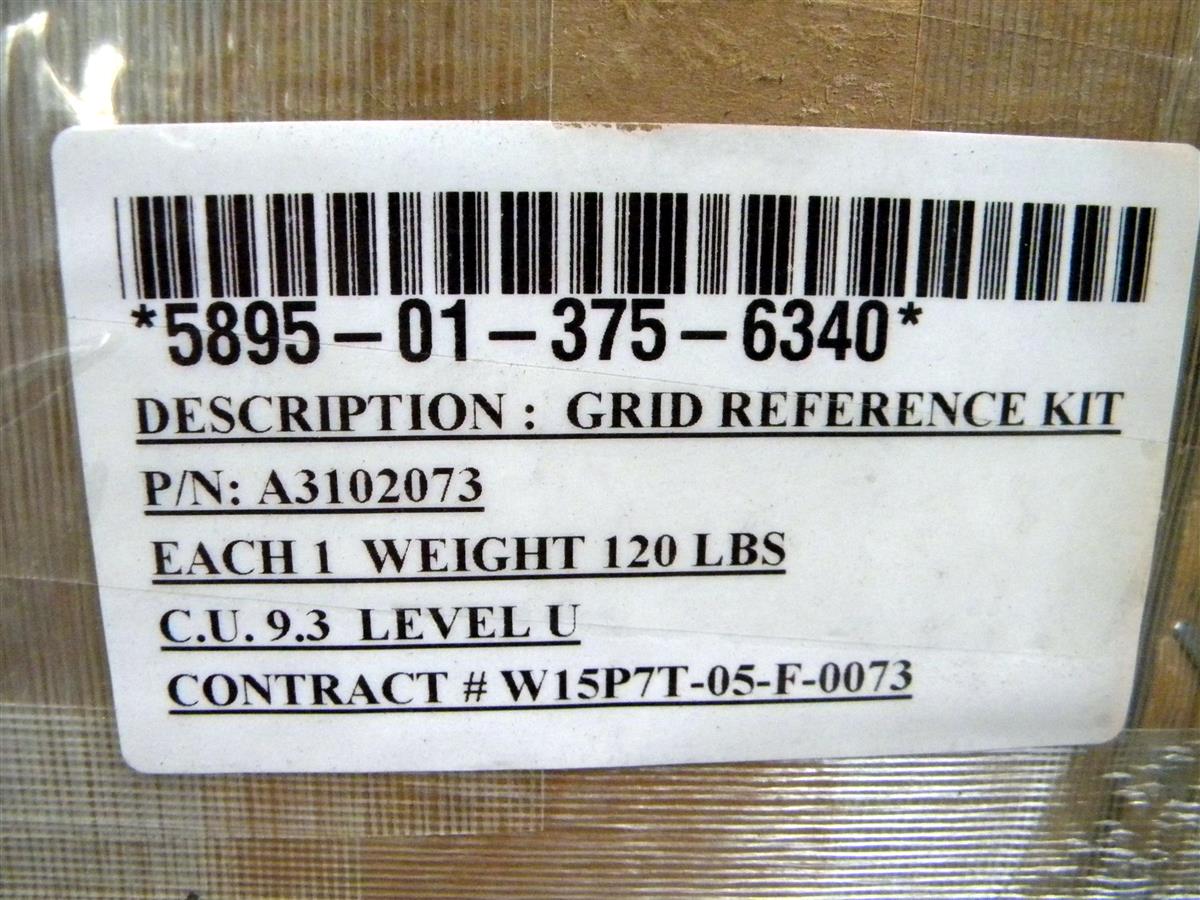 *5895-01-375-6340*
DESCRIPTION : GRID REFERENCE KIT
P/N: A3102073
EACH 1 WEIGHT 120 LBS
C.U. 9.3 LEVEL U
CONTRACT # W15P7T-05-F-0073